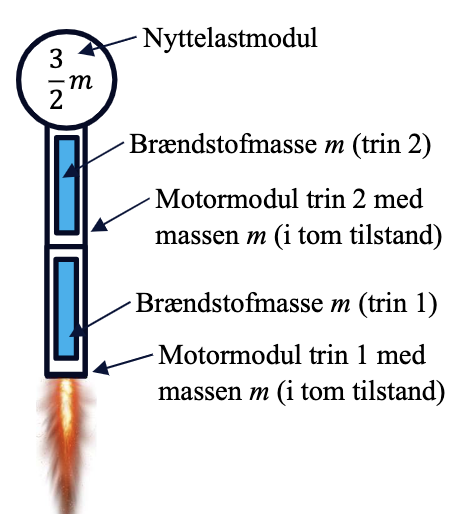 Nyttelastmodul
3/2 m
Brændstofmasse m (trin 2)
Motormodul trin 2 med
massen m (i tom tilstand)
Brændstofmasse m (trin 1)
Motormodul trin 1 med
massen m (i tom tilstand)